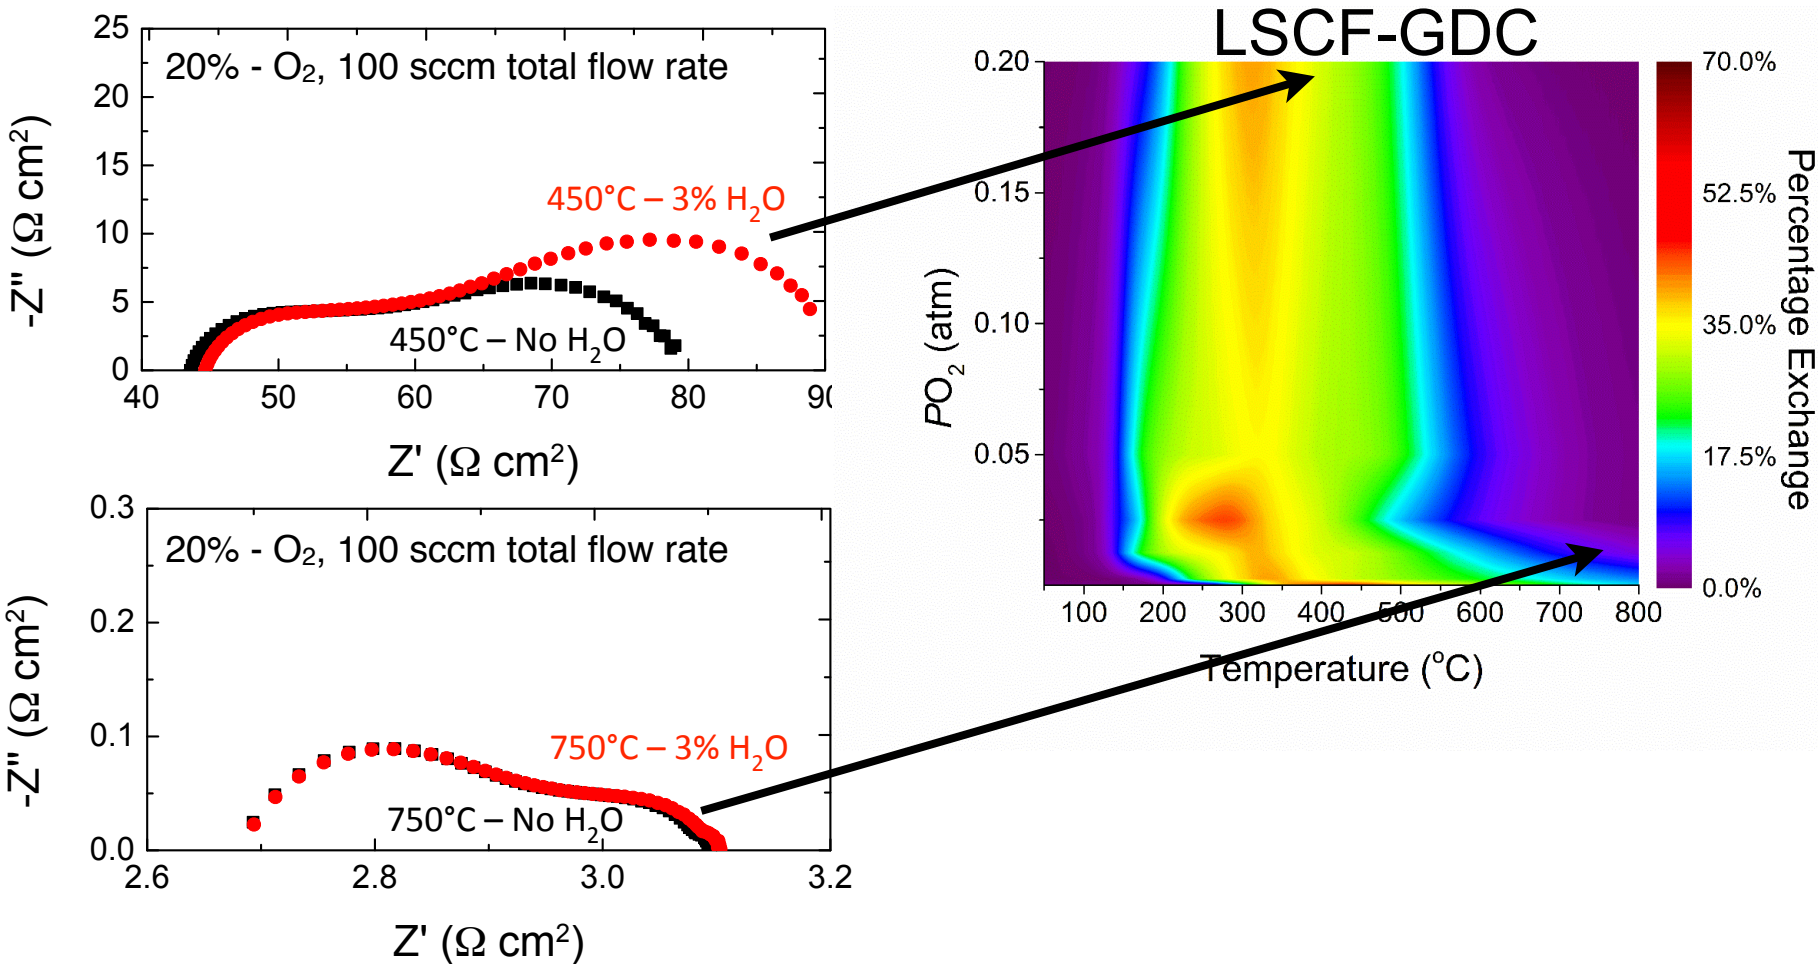 20% - O₂, 100 sccm total flow rate
450°C – 3% H₂O
450°C – No H₂O
-Z'' (Ω cm²)
25
20
15
10
5
0
40 50 60 70 80 90
Z' (Ω cm²)
20% - O₂, 100 sccm total flow rate
750°C – 3% H₂O
750°C – No H₂O
-Z'' (Ω cm²)
0.3
0.2
0.1
0.0
2.6 2.8 3.0 3.2
Z' (Ω cm²)
LSCF-GDC
PO₂ (atm)
0.20
0.15
0.10
0.05
100 200 300 400 500 600 700 800
Temperature (°C)
70.0%
52.5%
35.0%
17.5%
0.0%
Percentage Exchange